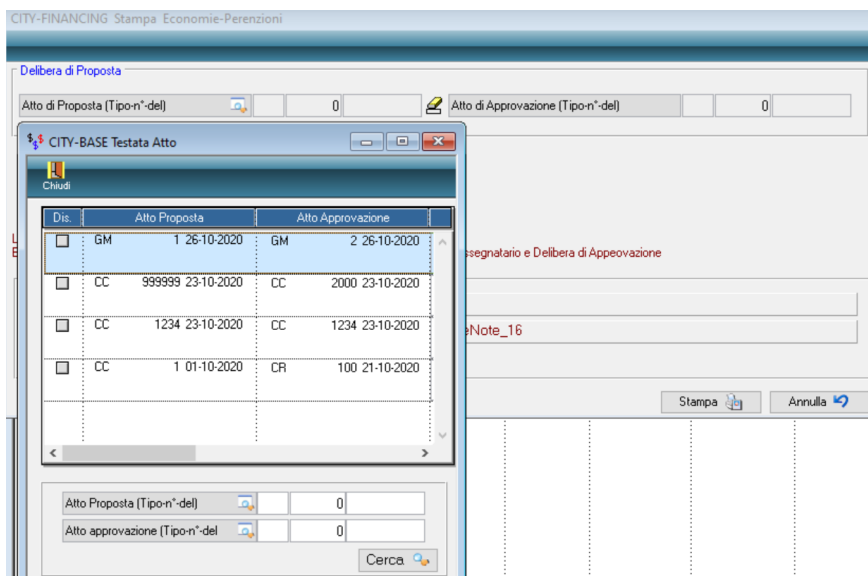 CITY-FINANCING Stampa Economie-Perenzioni
Delibera di Proposta
Atto di Proposta (Tipo-n°-del) 0 Atto di Approvazione (Tipo-n°-del) 0
CITY-BASE Testata Atto
Chiudi
Dis. Atto Proposta Atto Approvazione
GM 1 26-10-2020 GM 2 26-10-2020
ssegnatario e Delibera di Appeovazione
CC 999999 23-10-2020 CC 2000 23-10-2020
CC 1234 23-10-2020 CC 1234 23-10-2020
eNote_16
CC 1 01-10-2020 CR 100 21-10-2020
Stampa Annulla
Atto Proposta (Tipo-n°-del) 0
Atto approvazione (Tipo-n°-del 0
Cerca